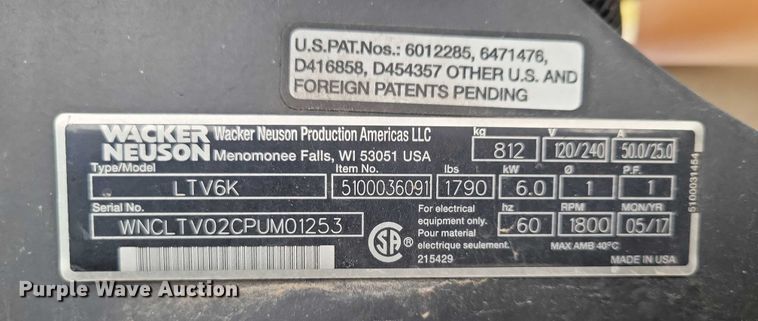 U.S.PAT.Nos.: 6012285, 6471476,
D416858, D454357 OTHER U.S. AND
FOREIGN PATENTS PENDING
WACKER
NEUSON
Wacker Neuson Production Americas LLC
Menomonee Falls, WI 53051 USA
kg
812
V
120/240
A
50.0/25.0
Type/Model
LTV6K
Item No.
5100036091
lbs
1790
kW
6.0
Ø
1
P.F.
1
Serial No.
WNCLTV02CPUM01253
For electrical
equipment only.
Pour material
electrique seulement.
215429
hz
60
RPM
1800
MON/YR
05/17
MAX AMB 40°C
MADE IN USA
5100031454
SA
Purple Wave Auction